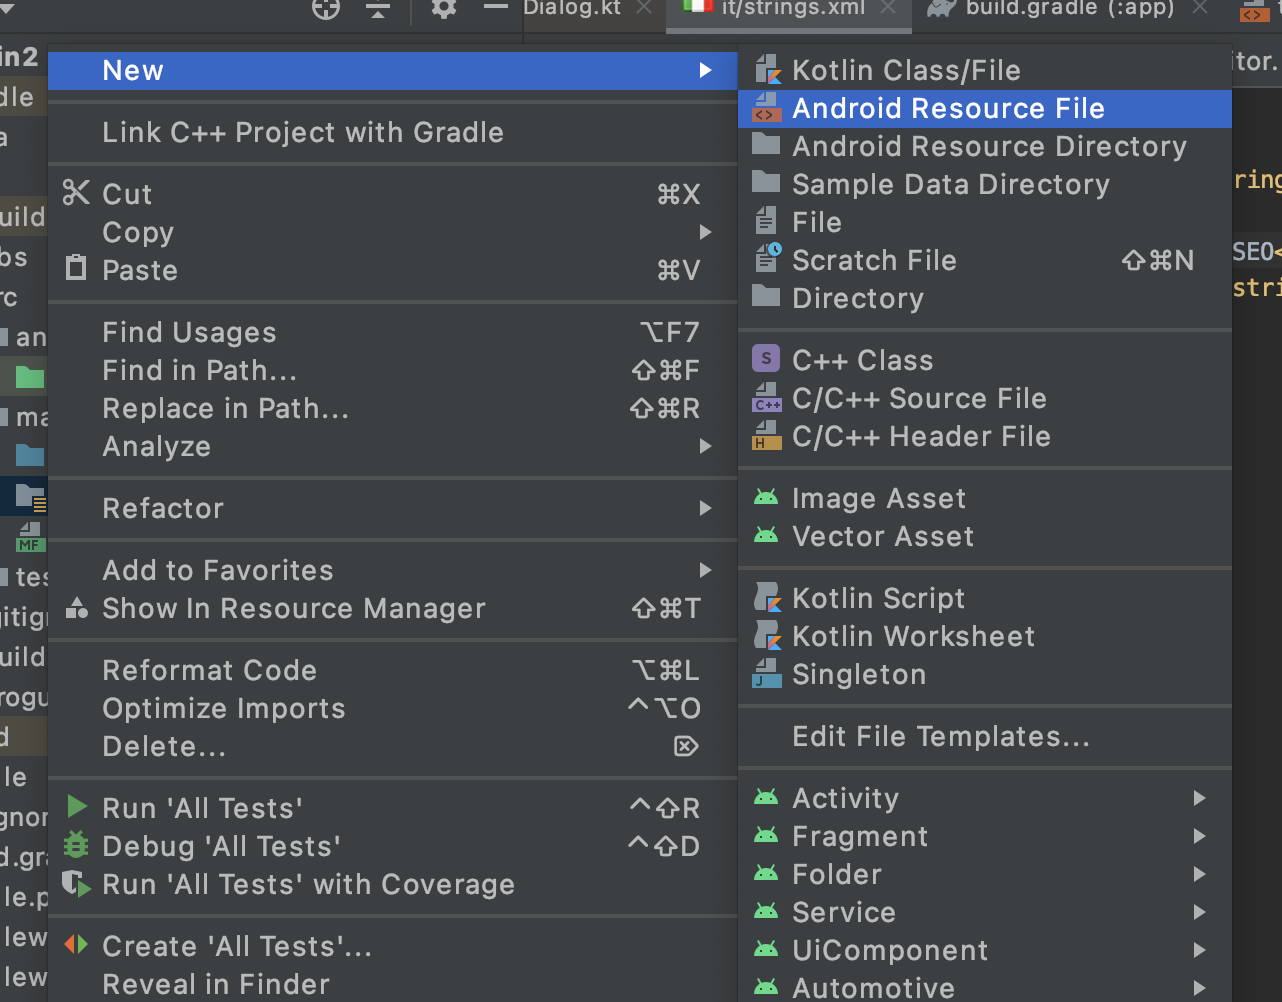 Dialog.kt
it/strings.xml
build.gradle (:app)
in2
dle
a
uild
bs
rc
an
ma
MF
tes
gitign
uild
rogu
d
le
gnor
d.gra
le.p
lew
lew
New
Link C++ Project with Gradle
Cut ⌘X
Copy
Paste ⌘V
Find Usages ⌥F7
Find in Path... ⇧⌘F
Replace in Path... ⇧⌘R
Analyze
Refactor
Add to Favorites
Show In Resource Manager ⇧⌘T
Reformat Code ⌥⌘L
Optimize Imports ^⌥O
Delete... ⌦
Run 'All Tests' ^⇧R
Debug 'All Tests' ^⇧D
Run 'All Tests' with Coverage
Create 'All Tests'...
Reveal in Finder
Kotlin Class/File
<> Android Resource File
Android Resource Directory
Sample Data Directory
File
Scratch File ⇧⌘N
Directory
S C++ Class
C++ C/C++ Source File
H C/C++ Header File
Image Asset
Vector Asset
Kotlin Script
Kotlin Worksheet
J Singleton
Edit File Templates...
Activity
Fragment
Folder
Service
UiComponent
Automotive
itor.
ring
SEO<
stri